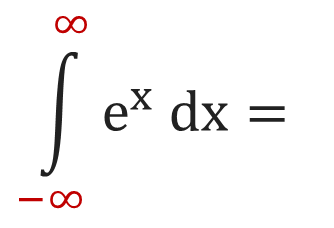 ∞
∫ eˣ dx =
−∞